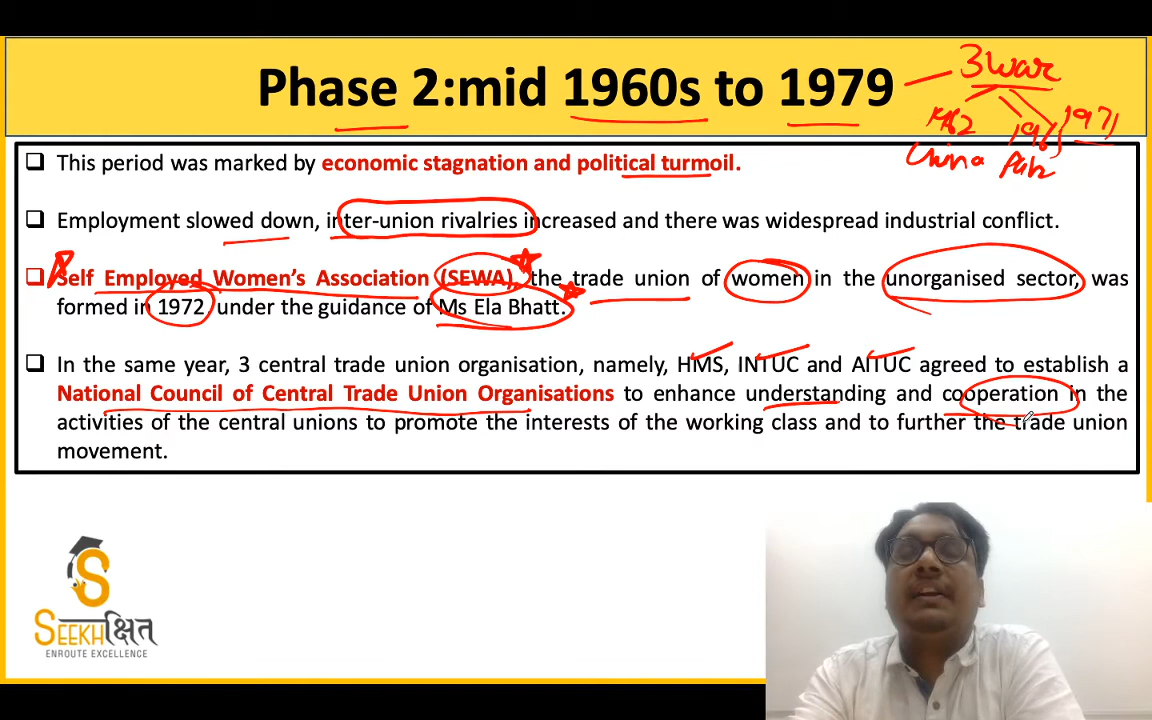 Phase 2:mid 1960s to 1979
3 war
1962
China
Pak
1971
This period was marked by economic stagnation and political turmoil.
Employment slowed down, inter-union rivalries increased and there was widespread industrial conflict.
Self Employed Women's Association (SEWA), the trade union of women in the unorganised sector, was
formed in 1972 under the guidance of Ms Ela Bhatt.
In the same year, 3 central trade union organisation, namely, HMS, INTUC and AITUC agreed to establish a
National Council of Central Trade Union Organisations to enhance understanding and cooperation in the
activities of the central unions to promote the interests of the working class and to further the trade union
movement.
SEEKHक्षित
ENROUTE EXCELLENCE